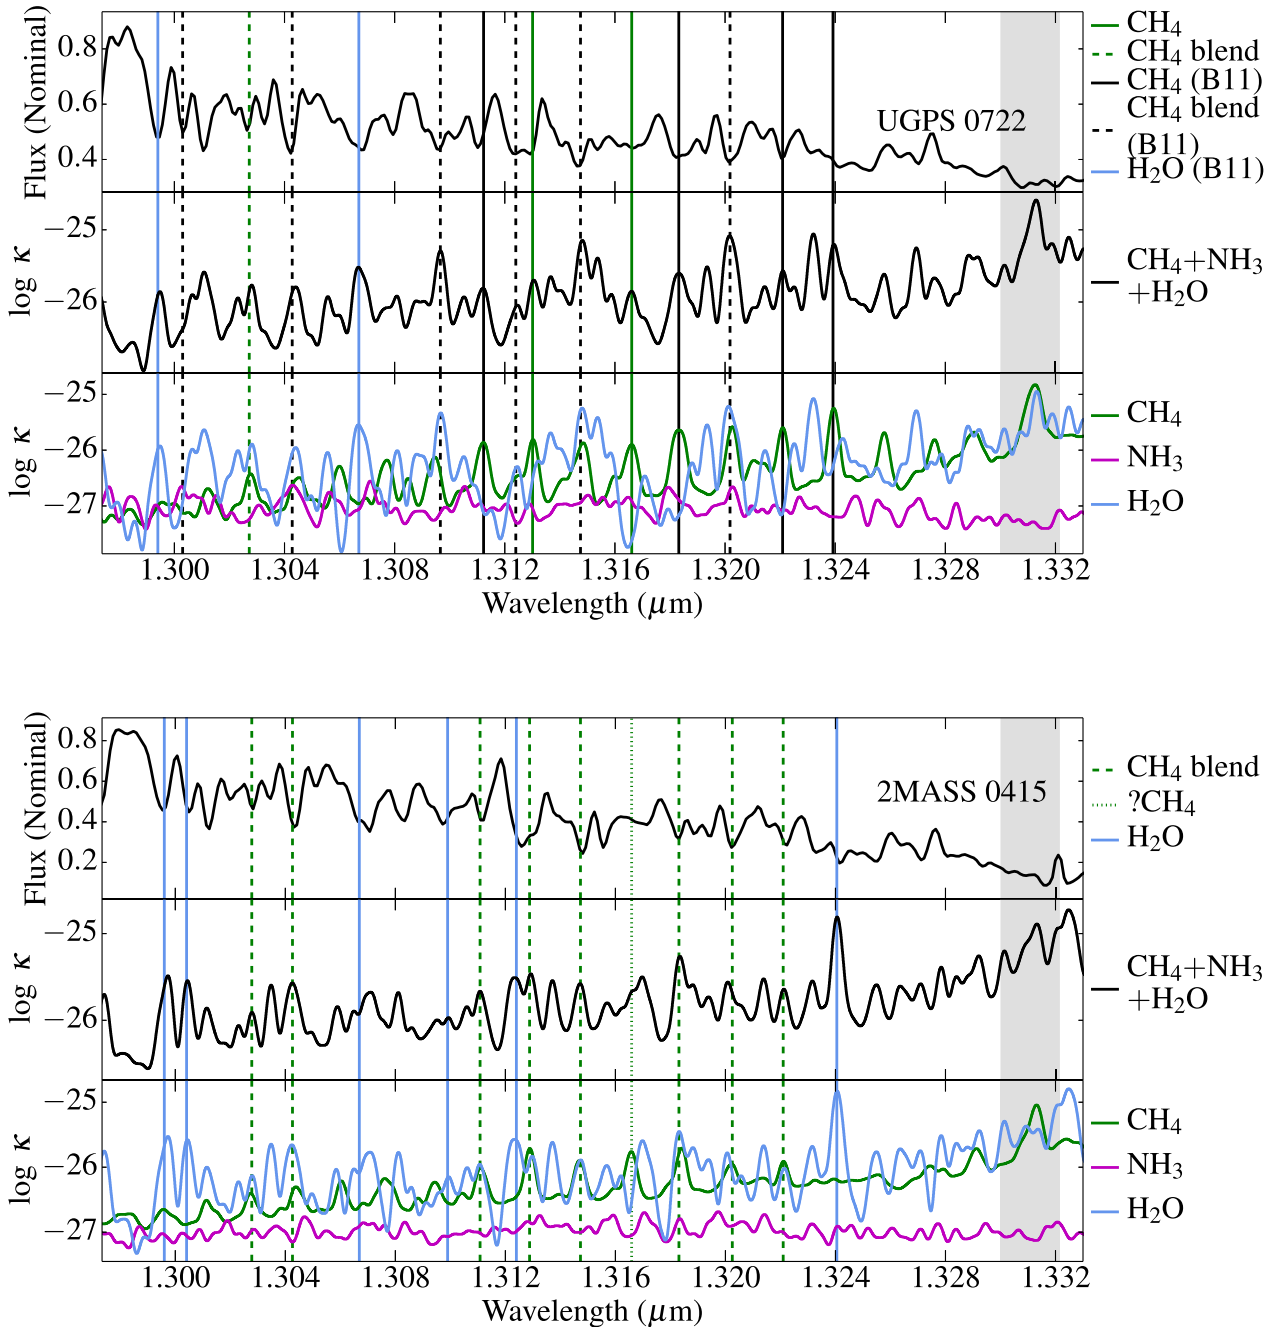 Flux (Nominal)
0.8
0.6
0.4
UGPS 0722
CH4
CH4 blend
CH4 (B11)
CH4 blend
(B11)
H2O (B11)
log κ
−25
−26
CH4+NH3
+H2O
log κ
−25
−26
−27
CH4
NH3
H2O
1.300 1.304 1.308 1.312 1.316 1.320 1.324 1.328 1.332
Wavelength (μm)
Flux (Nominal)
0.8
0.6
0.4
0.2
2MASS 0415
CH4 blend
?CH4
H2O
log κ
−25
−26
CH4+NH3
+H2O
log κ
−25
−26
−27
CH4
NH3
H2O
1.300 1.304 1.308 1.312 1.316 1.320 1.324 1.328 1.332
Wavelength (μm)